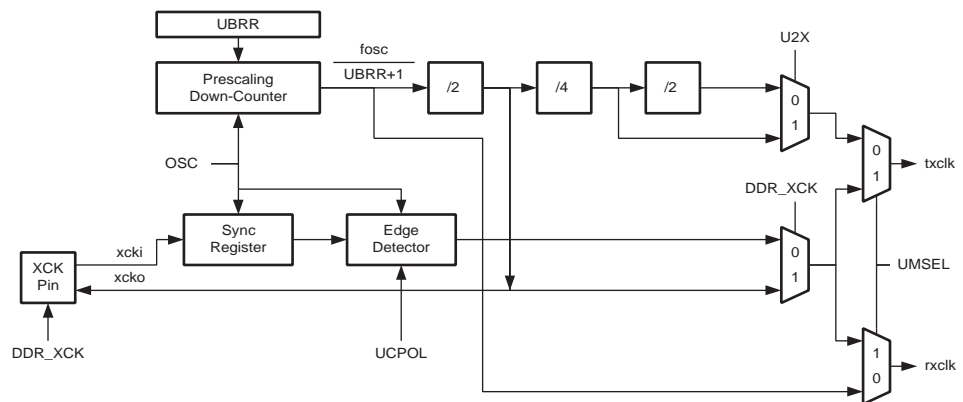 UBRR
fosc
UBRR+1
U2X
Prescaling
Down-Counter
/2
/4
/2
0
1
OSC
0
1
txclk
DDR_XCK
Sync
Register
Edge
Detector
0
1
xcki
xcko
XCK
Pin
UMSEL
DDR_XCK
UCPOL
1
0
rxclk